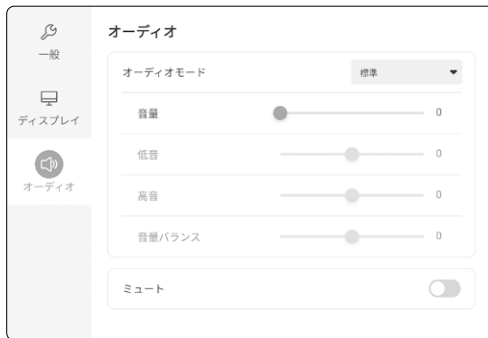 一般
ディスプレイ
オーディオ
オーディオ
オーディオモード
標準
音量
0
低音
0
高音
0
音量バランス
0
ミュート